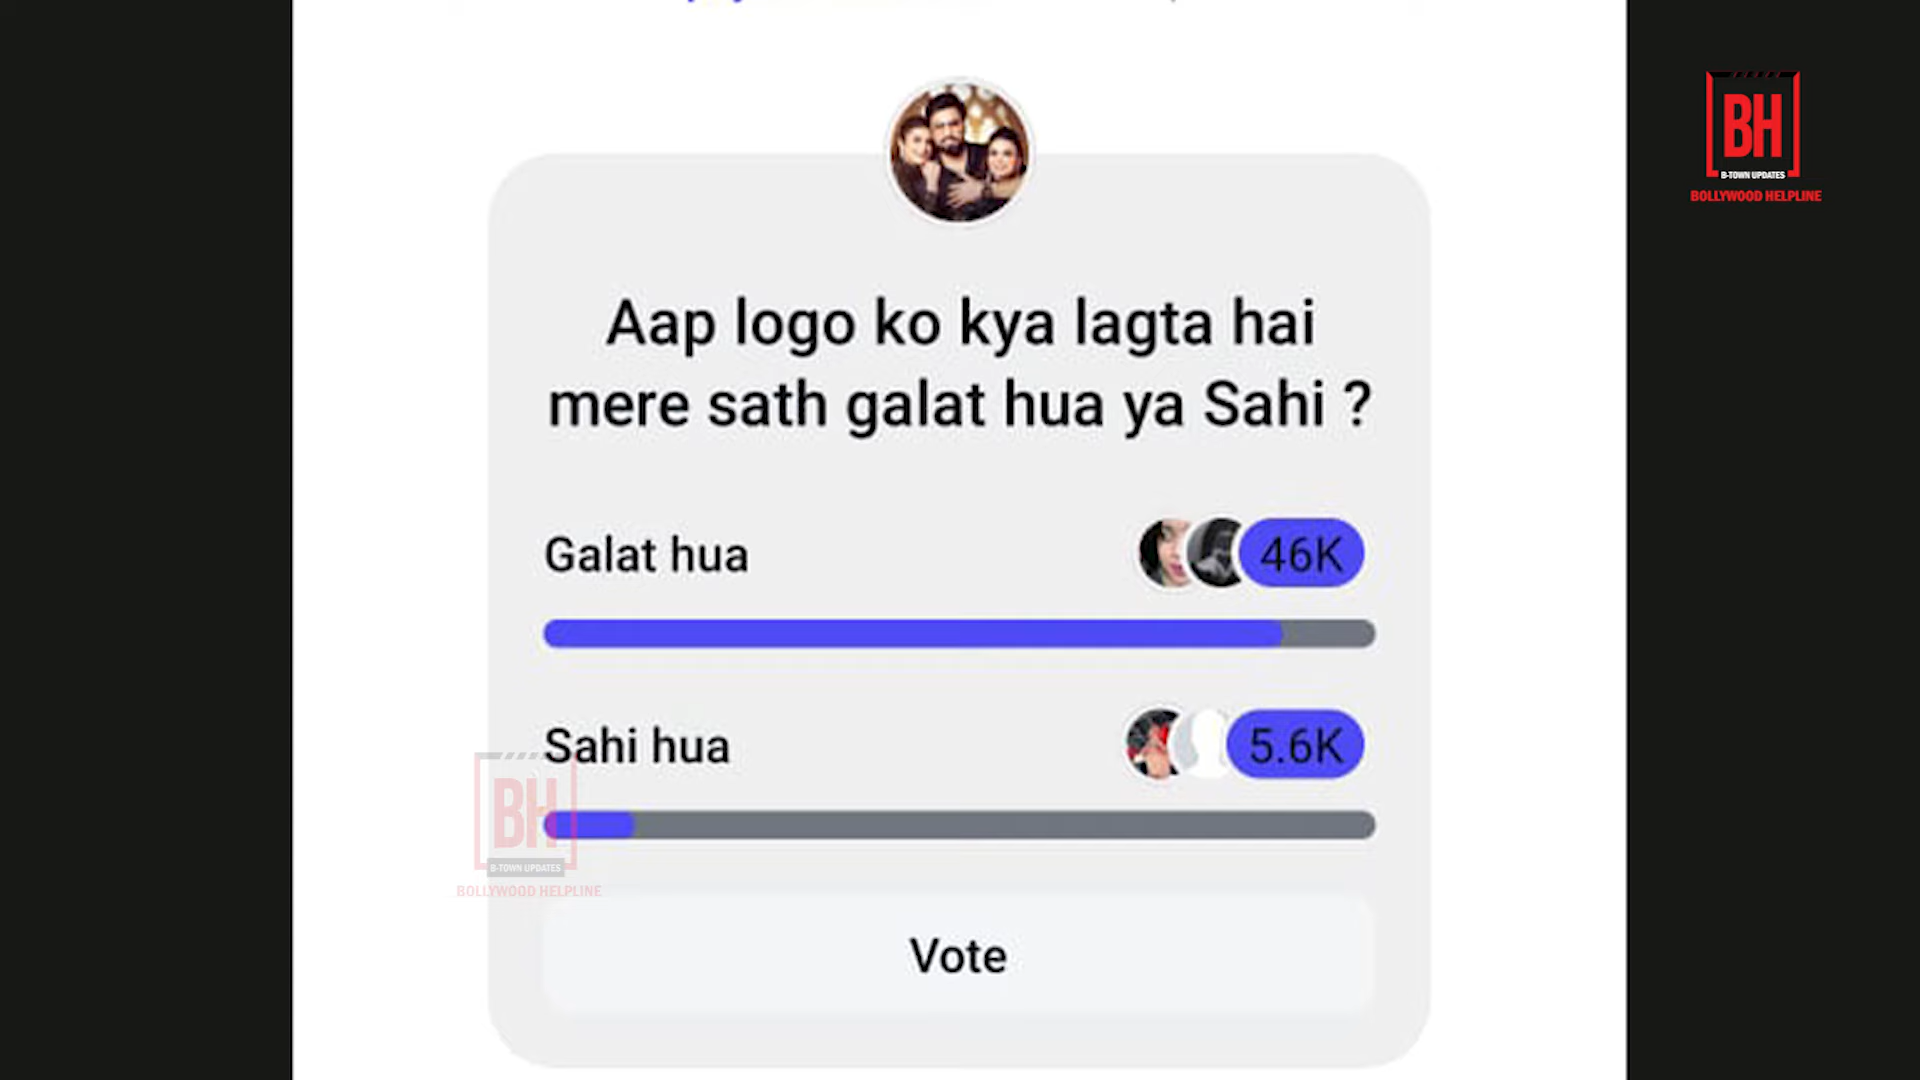 BH
B-TOWN UPDATES
BOLLYWOOD HELPLINE
Aap logo ko kya lagta hai
mere sath galat hua ya Sahi ?
Galat hua
46K
Sahi hua
5.6K
BH
B-TOWN UPDATES
BOLLYWOOD HELPLINE
Vote